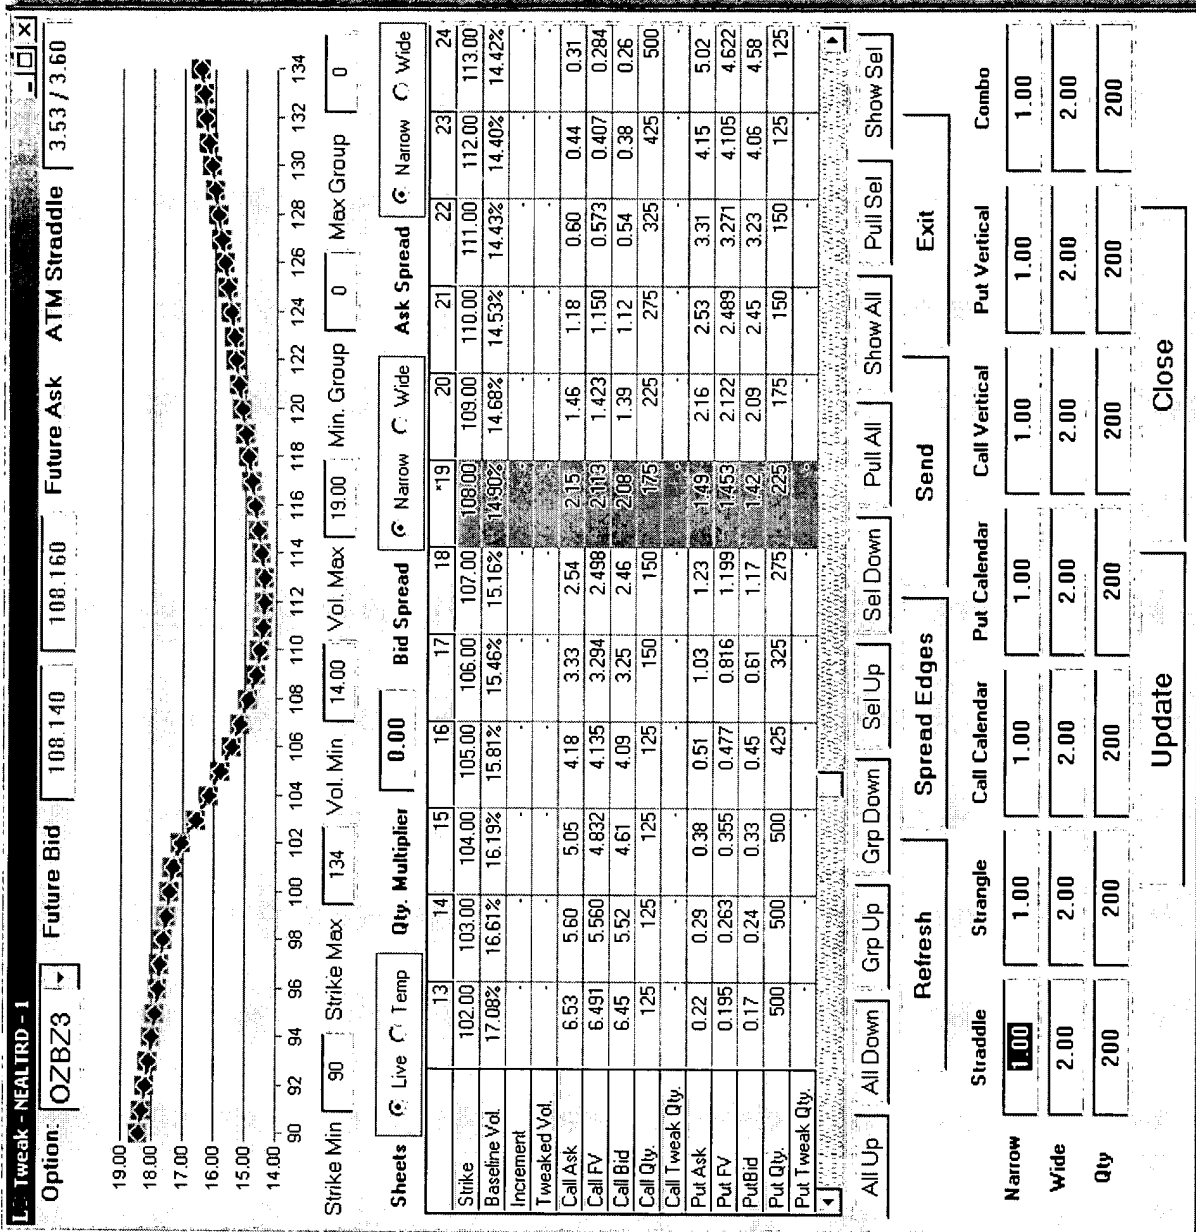 Tweak - NEALTRD - 1
Option: OZBZ3 Future Bid 108 140 108 160 Future Ask ATM Straddle 3.53 / 3.60
19.00
18.00
17.00
16.00
15.00
14.00
90 92 94 96 98 100 102 104 106 108 110 112 114 116 118 120 122 124 126 128 130 132 134
Strike Min 90 Strike Max 134 Vol. Min 14.00 Vol. Max 19.00 Min. Group 0 Max Group 0
Sheets Live Temp Qty. Multiplier 0.00 Bid Spread Narrow Wide Ask Spread Narrow Wide
13 14 15 16 17 18 *19 20 21 22 23 24
Strike 102.00 103.00 104.00 105.00 106.00 107.00 108.00 109.00 110.00 111.00 112.00 113.00
Baseline Vol. 17.08% 16.61% 16.19% 15.81% 15.46% 15.16% 14.90% 14.68% 14.53% 14.43% 14.40% 14.42%
Increment - - - - - - - - - - - -
Tweaked Vol. - - - - - - - - - - - -
Call Ask 6.53 5.60 5.05 4.18 3.33 2.54 2.15 1.46 1.18 0.60 0.44 0.31
Call FV 6.491 5.560 4.832 4.135 3.294 2.498 2.113 1.423 1.150 0.573 0.407 0.284
Call Bid 6.45 5.52 4.61 4.09 3.25 2.46 2.08 1.39 1.12 0.54 0.38 0.26
Call Qty. 125 125 125 125 150 150 175 225 275 325 425 500
Call Tweak Qty. - - - - - - - - - - - -
Put Ask 0.22 0.29 0.38 0.51 1.03 1.23 1.49 2.16 2.53 3.31 4.15 5.02
Put FV 0.195 0.263 0.355 0.477 0.816 1.199 1.453 2.122 2.489 3.271 4.105 4.622
PutBid 0.17 0.24 0.33 0.45 0.61 1.17 1.42 2.09 2.45 3.23 4.06 4.58
Put Qty. 500 500 500 425 325 275 225 175 150 150 125 125
Put Tweak Qty. - - - - - - - - - - - -
All Up All Down Grp Up Grp Down Sel Up Sel Down Pull All Show All Pull Sel Show Sel
Refresh Spread Edges Send Exit
Straddle Strangle Call Calendar Put Calendar Call Vertical Put Vertical Combo
Narrow 1.00 1.00 1.00 1.00 1.00 1.00 1.00
Wide 2.00 2.00 2.00 2.00 2.00 2.00 2.00
Qty 200 200 200 200 200 200 200
Update Close